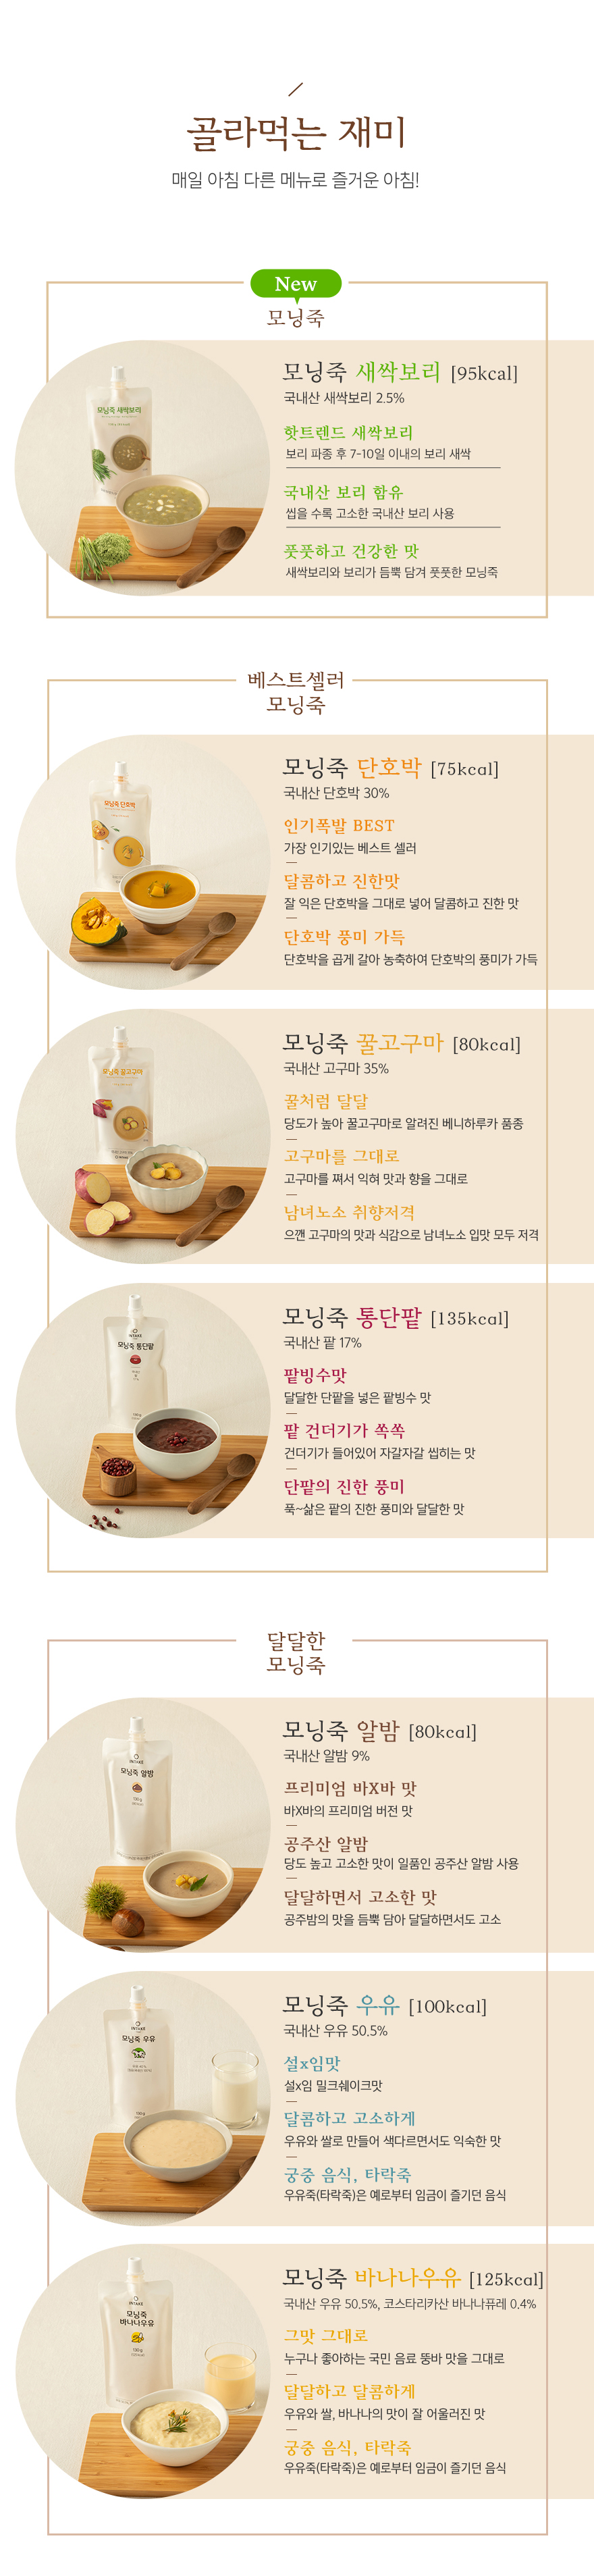 골라먹는 재미
매일 아침 다른 메뉴로 즐거운 아침!
New
모닝죽
모닝죽 새싹보리
모닝죽 새싹보리 [95kcal]
국내산 새싹보리 2.5%
핫트렌드 새싹보리
보리 파종 후 7-10일 이내의 보리 새싹
국내산 보리 함유
씹을 수록 고소한 국내산 보리 사용
풋풋하고 건강한 맛
새싹보리와 보리가 듬뿍 담겨 풋풋한 모닝죽
베스트셀러
모닝죽
모닝죽 단호박
모닝죽 단호박 [75kcal]
국내산 단호박 30%
인기폭발 BEST
가장 인기있는 베스트 셀러
달콤하고 진한맛
잘 익은 단호박을 그대로 넣어 달콤하고 진한 맛
단호박 풍미 가득
단호박을 곱게 갈아 농축하여 단호박의 풍미가 가득
모닝죽 꿀고구마
모닝죽 꿀고구마 [80kcal]
국내산 고구마 35%
꿀처럼 달달
당도가 높아 꿀고구마로 알려진 베니하루카 품종
고구마를 그대로
고구마를 쪄서 익혀 맛과 향을 그대로
남녀노소 취향저격
으깬 고구마의 맛과 식감으로 남녀노소 입맛 모두 저격
INTAKE
모닝죽 통단팥
모닝죽 통단팥 [135kcal]
국내산 팥 17%
팥빙수맛
달달한 단팥을 넣은 팥빙수 맛
팥 건더기가 쏙쏙
건더기가 들어있어 자갈자갈 씹히는 맛
단팥의 진한 풍미
푹~삶은 팥의 진한 풍미와 달달한 맛
달달한
모닝죽
INTAKE
모닝죽 알밤
130 g
모닝죽 알밤 [80kcal]
국내산 알밤 9%
프리미엄 바X바 맛
바X바의 프리미엄 버전 맛
공주산 알밤
당도 높고 고소한 맛이 일품인 공주산 알밤 사용
달달하면서 고소한 맛
공주밤의 맛을 듬뿍 담아 달달하면서도 고소
INTAKE
모닝죽 우유
모닝죽 우유 [100kcal]
국내산 우유 50.5%
설x임맛
설x임 밀크쉐이크맛
달콤하고 고소하게
우유와 쌀로 만들어 색다르면서도 익숙한 맛
궁중 음식, 타락죽
우유죽(타락죽)은 예로부터 임금이 즐기던 음식
INTAKE
모닝죽
바나나우유
130 g
모닝죽 바나나우유 [125kcal]
국내산 우유 50.5%, 코스타리카산 바나나퓨레 0.4%
그맛 그대로
누구나 좋아하는 국민 음료 뚱바 맛을 그대로
달달하고 달콤하게
우유와 쌀, 바나나의 맛이 잘 어울러진 맛
궁중 음식, 타락죽
우유죽(타락죽)은 예로부터 임금이 즐기던 음식